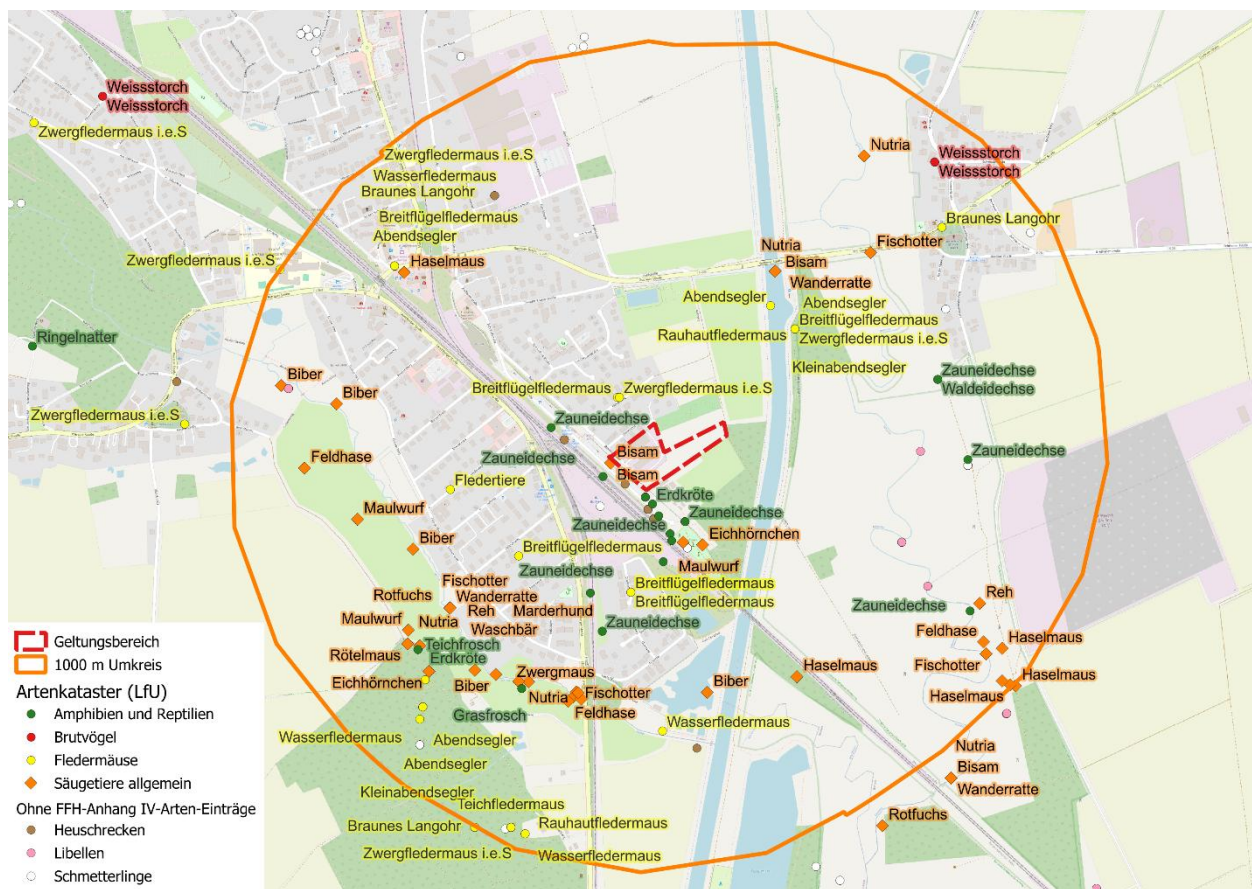 Weissstorch
Weissstorch
Zwergfledermaus i.e.S
Zwergfledermaus i.e.S
Wasserfledermaus
Braunes Langohr
Breitflügelfledermaus
Abendsegler
Haselmaus
Zwergfledermaus i.e.S
Nutria
Weissstorch
Weissstorch
Braunes Langohr
Fischotter
Nutria
Bisam
Wanderratte
Abendsegler
Abendsegler
Rauhautfledermaus
Breitflügelfledermaus
Zwergfledermaus i.e.S
Kleinabendsegler
Ringelnatter
Biber
Biber
Zwergfledermaus i.e.S
Breitflügelfledermaus
Zwergfledermaus i.e.S
Zauneidechse
Waldeidechse
Zauneidechse
Bisam
Zauneidechse
Bisam
Zauneidechse
Feldhase
Fledertiere
Erdkröte
Zauneidechse
Zauneidechse
Maulwurf
Eichhörnchen
Biber
Breitflügelfledermaus
Maulwurf
Zauneidechse
Breitflügelfledermaus
Breitflügelfledermaus
Fischotter
Rotfuchs
Wanderratte
Reh
Marderhund
Maulwurf
Nutria
Waschbär
Zauneidechse
Reh
Zauneidechse
Feldhase
Haselmaus
Teichfrosch
Rötelmaus
Erdkröte
Fischotter
Eichhörnchen
Biber
Zwergmaus
Nutria
Fischotter
Feldhase
Biber
Haselmaus
Haselmaus
Haselmaus
Grasfrosch
Wasserfledermaus
Wasserfledermaus
Abendsegler
Abendsegler
Nutria
Bisam
Wanderratte
Kleinabendsegler
Teichfledermaus
Rotfuchs
Braunes Langohr
Rauhautfledermaus
Zwergfledermaus i.e.S
Wasserfledermaus
Geltungsbereich
1000 m Umkreis
Artenkataster (LfU)
Amphibien und Reptilien
Brutvögel
Fledermäuse
Säugetiere allgemein
Ohne FFH-Anhang IV-Arten-Einträge
Heuschrecken
Libellen
Schmetterlinge